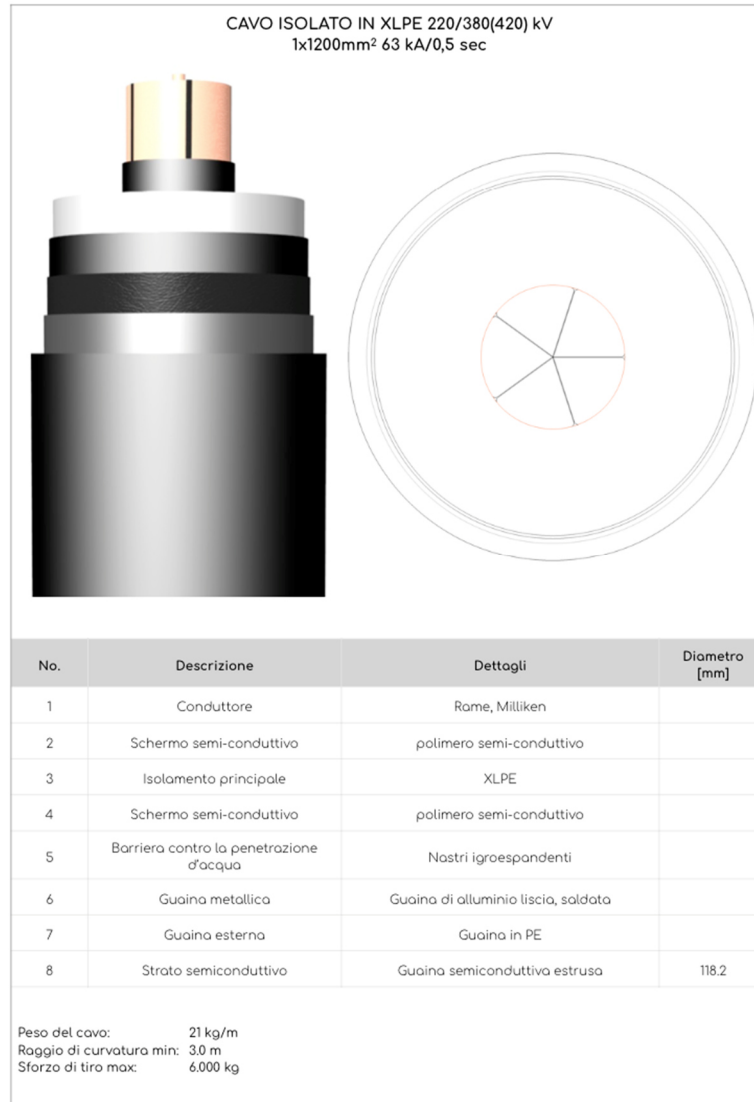 CAVO ISOLATO IN XLPE 220/380(420) kV
1x1200mm² 63 kA/0,5 sec
No. Descrizione Dettagli Diametro [mm]
1 Conduttore Rame, Milliken
2 Schermo semi-conduttivo polimero semi-conduttivo
3 Isolamento principale XLPE
4 Schermo semi-conduttivo polimero semi-conduttivo
5 Barriera contro la penetrazione d'acqua Nastri igroespandenti
6 Guaina metallica Guaina di alluminio liscia, saldata
7 Guaina esterna Guaina in PE
8 Strato semiconduttivo Guaina semiconduttiva estrusa 118.2
Peso del cavo: 21 kg/m
Raggio di curvatura min: 3.0 m
Sforzo di tiro max: 6.000 kg